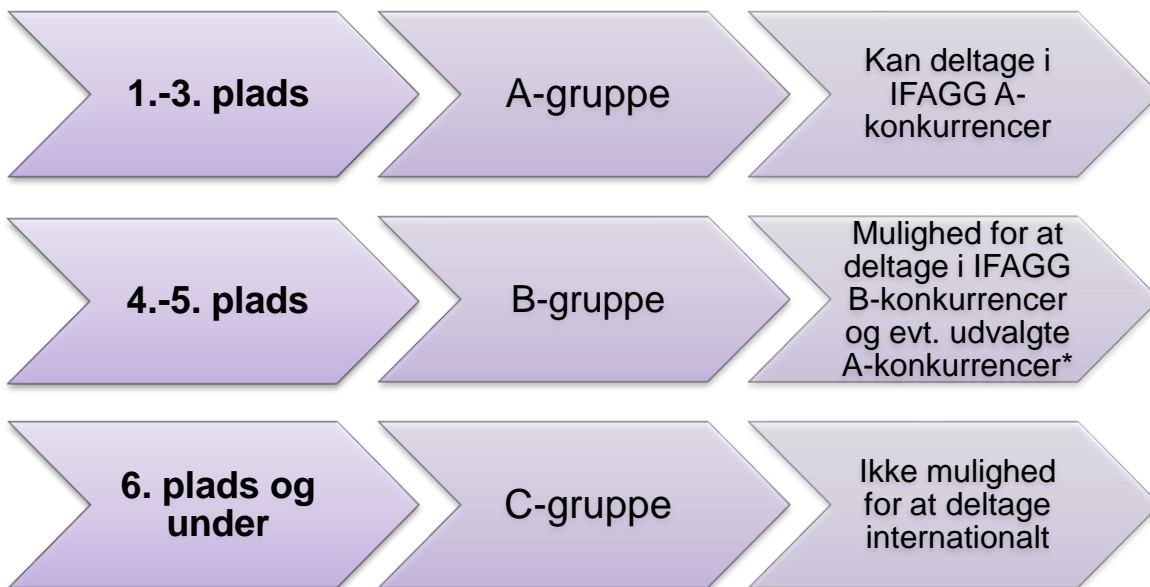 1.-3. plads
A-gruppe
Kan deltage i
IFAGG A-
konkurrencer
4.-5. plads
B-gruppe
Mulighed for at
deltage i IFAGG
B-konkurrencer
og evt. udvalgte
A-konkurrencer*
6. plads og
under
C-gruppe
Ikke mulighed
for at deltage
internationalt